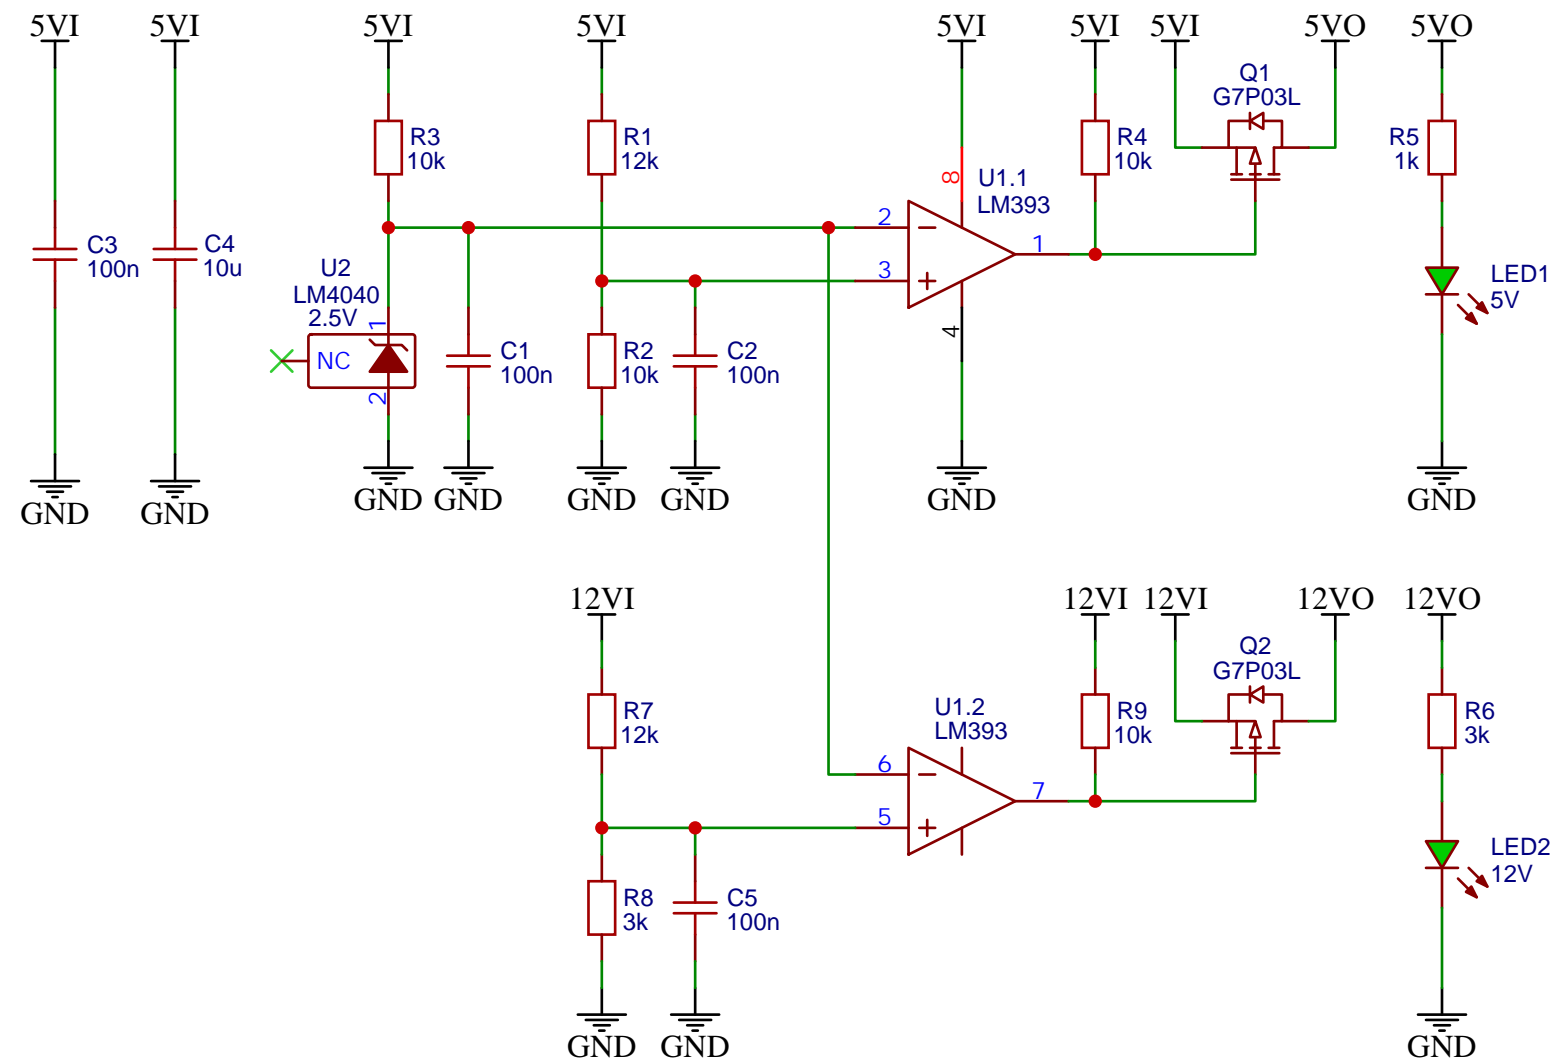 5VI
5VI
5VI
5VI
5VI
5VI
5VI
5VO
5VO
Q1
G7P03L
R3
10k
R1
12k
R4
10k
R5
1k
8
U1.1
LM393
2
1
3
C3
100n
C4
10u
U2
LM4040
2.5V
LED1
5V
1
NC
2
C1
100n
R2
10k
C2
100n
4
GND
GND
GND
GND
GND
GND
GND
GND
12VI
12VI
12VI
12VO
12VO
Q2
G7P03L
R7
12k
U1.2
LM393
R9
10k
R6
3k
6
7
5
LED2
12V
R8
3k
C5
100n
GND
GND
GND